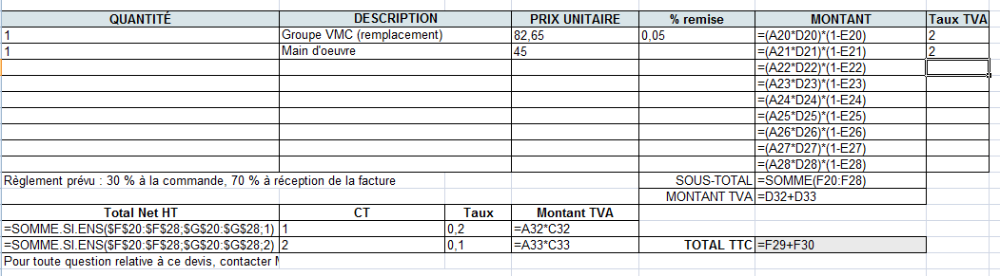 QUANTITÉ DESCRIPTION PRIX UNITAIRE % remise MONTANT Taux TVA
1 Groupe VMC (remplacement) 82,65 0,05 =(A20*D20)*(1-E20) 2
1 Main d'oeuvre 45 =(A21*D21)*(1-E21) 2
=(A22*D22)*(1-E22)
=(A23*D23)*(1-E23)
=(A24*D24)*(1-E24)
=(A25*D25)*(1-E25)
=(A26*D26)*(1-E26)
=(A27*D27)*(1-E27)
=(A28*D28)*(1-E28)
Règlement prévu : 30 % à la commande, 70 % à réception de la facture SOUS-TOTAL =SOMME(F20:F28)
MONTANT TVA =D32+D33
Total Net HT CT Taux Montant TVA
=SOMME.SI.ENS($F$20:$F$28;$G$20:$G$28;1) 1 0,2 =A32*C32
=SOMME.SI.ENS($F$20:$F$28;$G$20:$G$28;2) 2 0,1 =A33*C33 TOTAL TTC =F29+F30
Pour toute question relative à ce devis, contacter